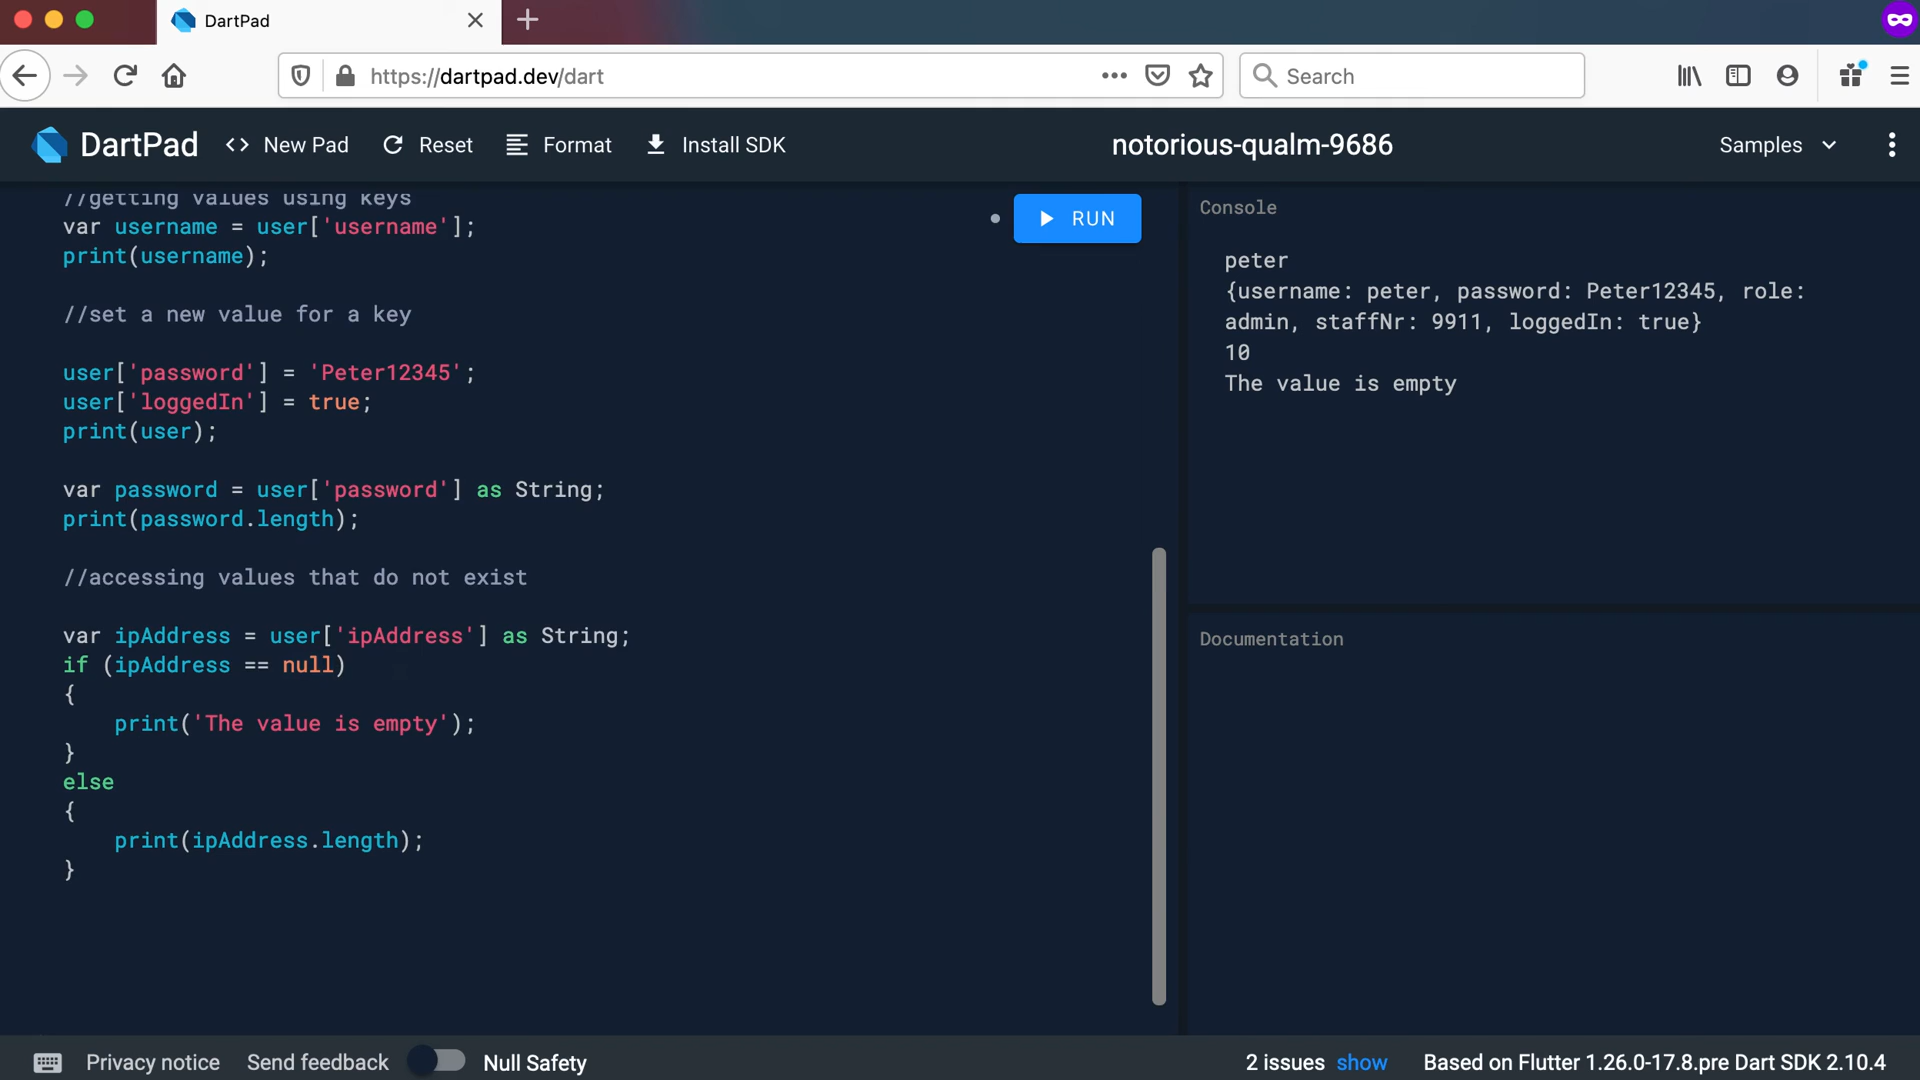 DartPad
https://dartpad.dev/dart
Search
DartPad
New Pad
Reset
Format
Install SDK
notorious-qualm-9686
Samples
//getting values using keys
var username = user['username'];
print(username);
//set a new value for a key
user['password'] = 'Peter12345';
user['loggedIn'] = true;
print(user);
var password = user['password'] as String;
print(password.length);
//accessing values that do not exist
var ipAddress = user['ipAddress'] as String;
if (ipAddress == null)
{
print('The value is empty');
}
else
{
print(ipAddress.length);
}
RUN
Console
peter
{username: peter, password: Peter12345, role:
admin, staffNr: 9911, loggedIn: true}
10
The value is empty
Documentation
Privacy notice
Send feedback
Null Safety
2 issues show
Based on Flutter 1.26.0-17.8.pre Dart SDK 2.10.4